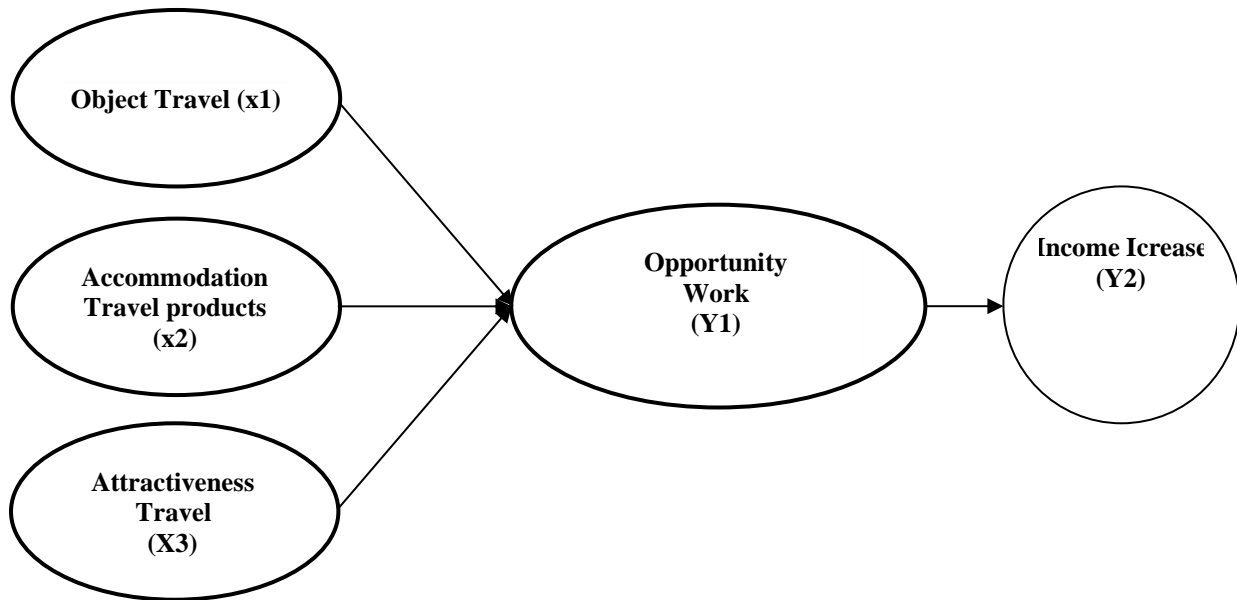 Object Travel (x1)
Accommodation
Travel products
(x2)
Attractiveness
Travel
(X3)
Opportunity
Work
(Y1)
Income Icrease
(Y2)